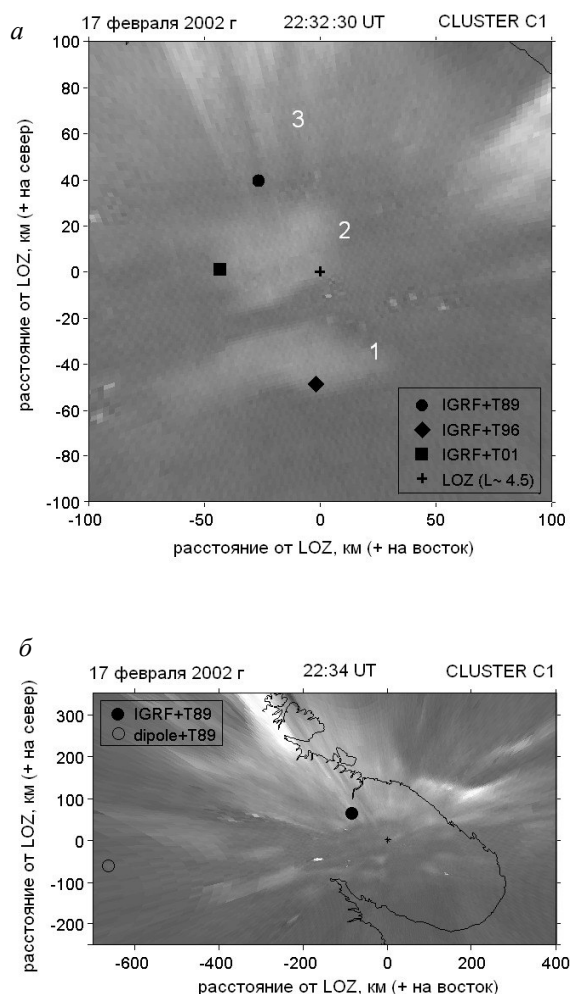 а
17 февраля 2002 г 22:32:30 UT CLUSTER C1
расстояние от LOZ, км (+ на север)
100
80
60
40
20
0
-20
-40
-60
-80
-100
3
2
1
IGRF+T89
IGRF+T96
IGRF+T01
LOZ (L~ 4.5)
-100 -50 0 50 100
расстояние от LOZ, км (+ на восток)
б
17 февраля 2002 г 22:34 UT CLUSTER C1
расстояние от LOZ, км (+ на север)
300
200
100
0
-100
-200
IGRF+T89
dipole+T89
-600 -400 -200 0 200 400
расстояние от LOZ, км (+ на восток)